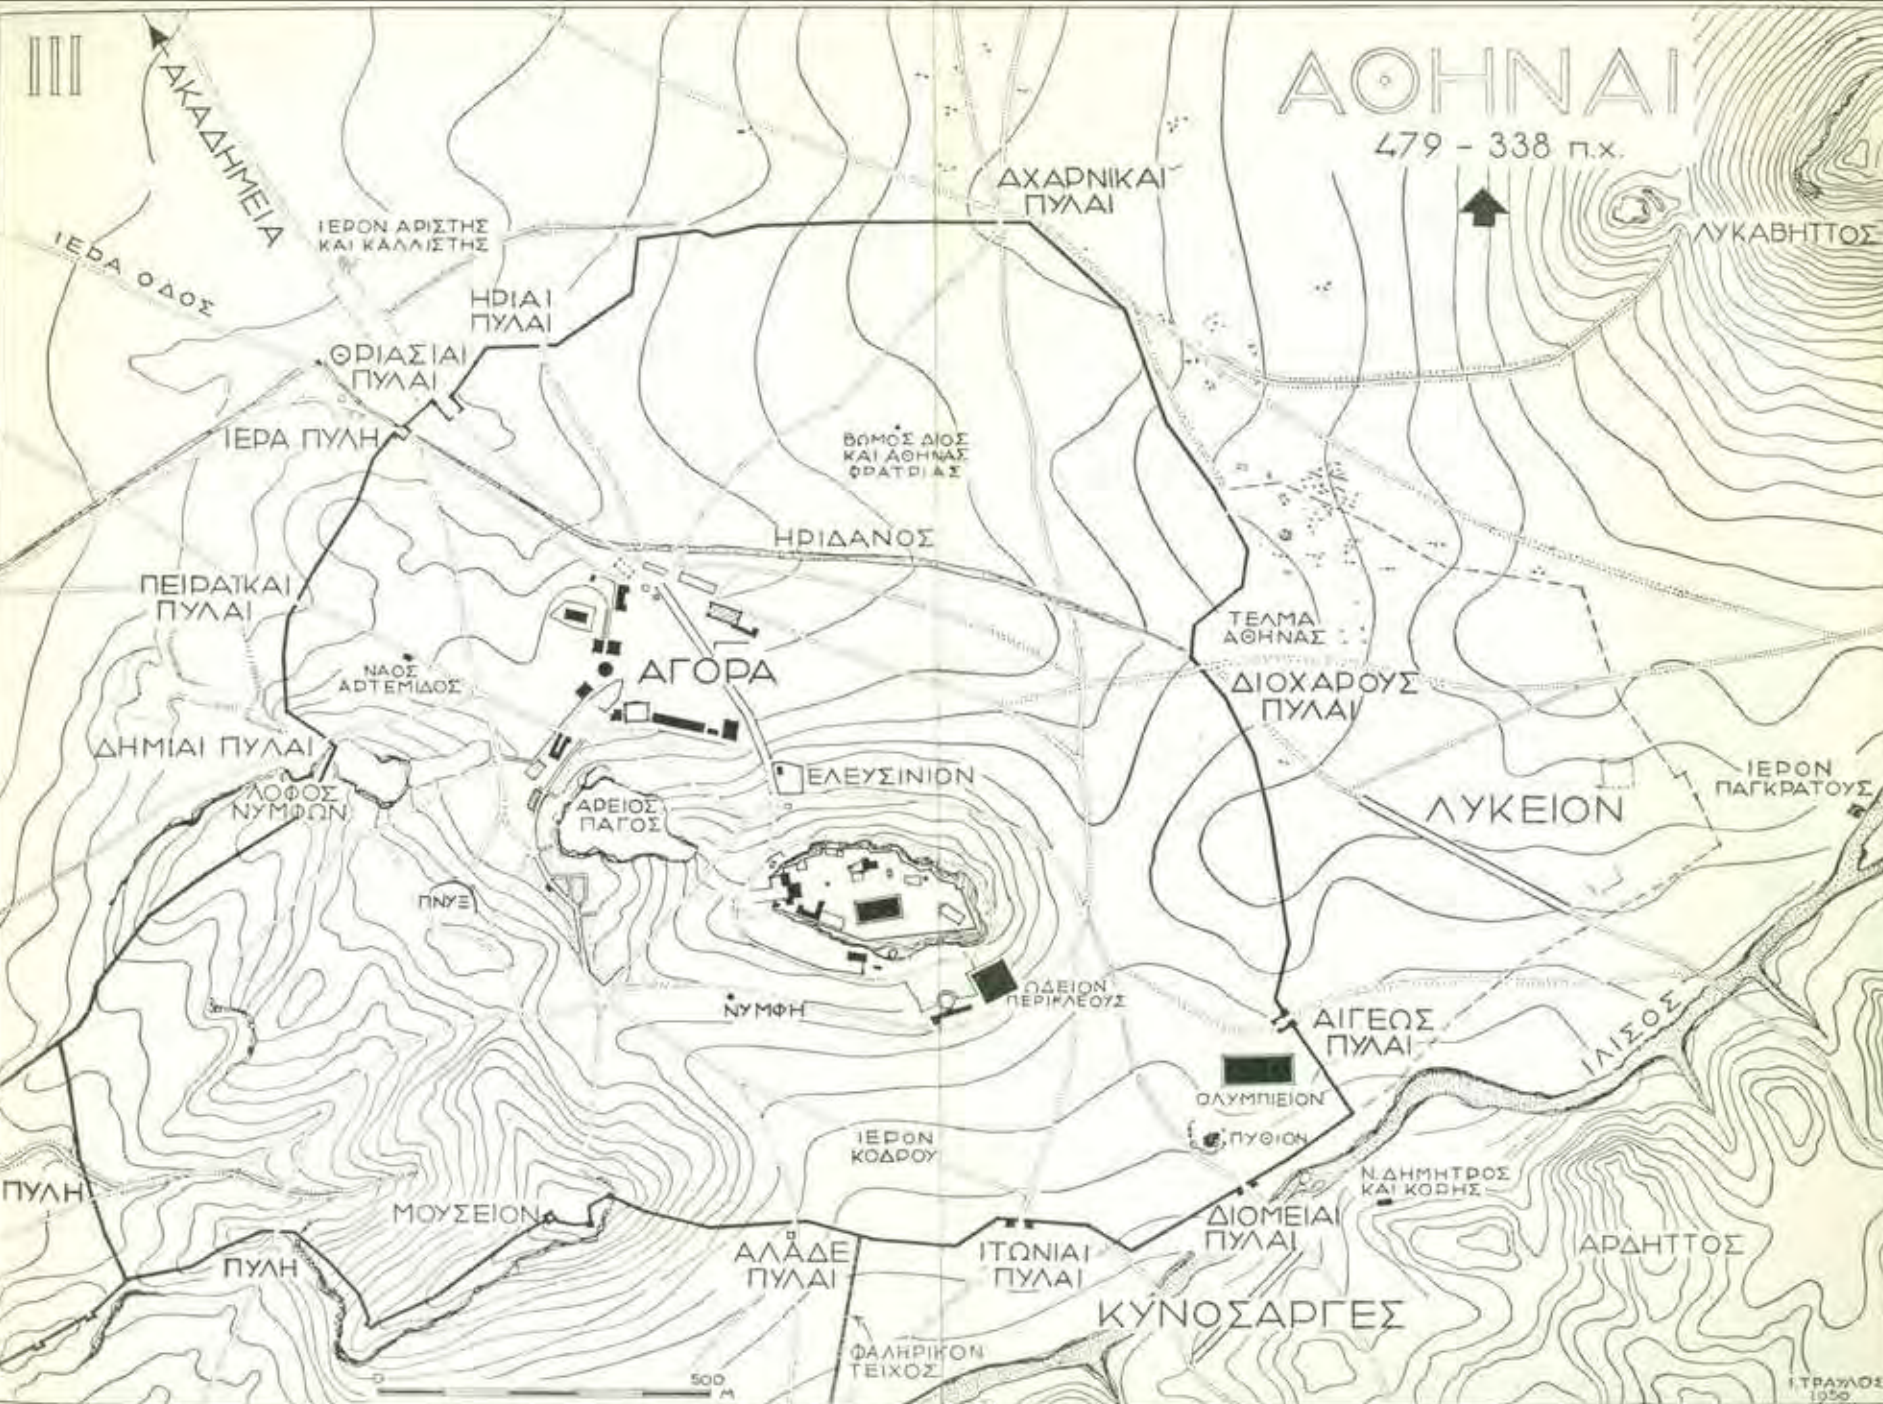 III
ΑΘΗΝΑΙ
479 - 338 π.χ.
ΑΚΑΔΗΜΕΙΑ
ΑΧΑΡΝΙΚΑΙ
ΠΥΛΑΙ
ΛΥΚΑΒΗΤΤΟΣ
ΙΕΡΟΝ ΑΡΙΣΤΗΣ
ΚΑΙ ΚΑΛΛΙΣΤΗΣ
ΙΕΡΑ ΟΔΟΣ
ΗΡΙΑΙ
ΠΥΛΑΙ
ΘΡΙΑΣΙΑΙ
ΠΥΛΑΙ
ΙΕΡΑ ΠΥΛΗ
ΒΩΜΟΣ ΔΙΟΣ
ΚΑΙ ΑΘΗΝΑΣ
ΦΡΑΤΡΙΑΣ
ΗΡΙΔΑΝΟΣ
ΠΕΙΡΑΪΚΑΙ
ΠΥΛΑΙ
ΤΕΛΜΑ
ΑΘΗΝΑΣ
ΝΑΟΣ
ΑΡΤΕΜΙΔΟΣ
ΑΓΟΡΑ
ΔΙΟΧΑΡΟΥΣ
ΠΥΛΑΙ
ΔΗΜΙΑΙ ΠΥΛΑΙ
ΛΟΦΟΣ
ΝΥΜΦΩΝ
ΕΛΕΥΣΙΝΙΟΝ
ΙΕΡΟΝ
ΠΑΓΚΡΑΤΟΥΣ
ΑΡΕΙΟΣ
ΠΑΓΟΣ
ΛΥΚΕΙΟΝ
ΠΝΥΞ
ΝΥΜΦΗ
ΩΔΕΙΟΝ
ΠΕΡΙΚΛΕΟΥΣ
ΑΙΓΕΩΣ
ΠΥΛΑΙ
ΙΛΙΣΟΣ
ΟΛΥΜΠΙΕΙΟΝ
ΠΥΘΙΟΝ
ΙΕΡΟΝ
ΚΟΔΡΟΥ
Ν. ΔΗΜΗΤΡΟΣ
ΚΑΙ ΚΟΡΗΣ
ΠΥΛΗ
ΜΟΥΣΕΙΟΝ
ΔΙΟΜΕΙΑΙ
ΠΥΛΑΙ
ΑΡΔΗΤΤΟΣ
ΠΥΛΗ
ΑΛΑΔΕ
ΠΥΛΑΙ
ΙΤΩΝΙΑΙ
ΠΥΛΑΙ
ΚΥΝΟΣΑΡΓΕΣ
ΦΑΛΗΡΙΚΟΝ
ΤΕΙΧΟΣ
0 500 Μ
Ι. ΤΡΑΥΛΟΣ
1950